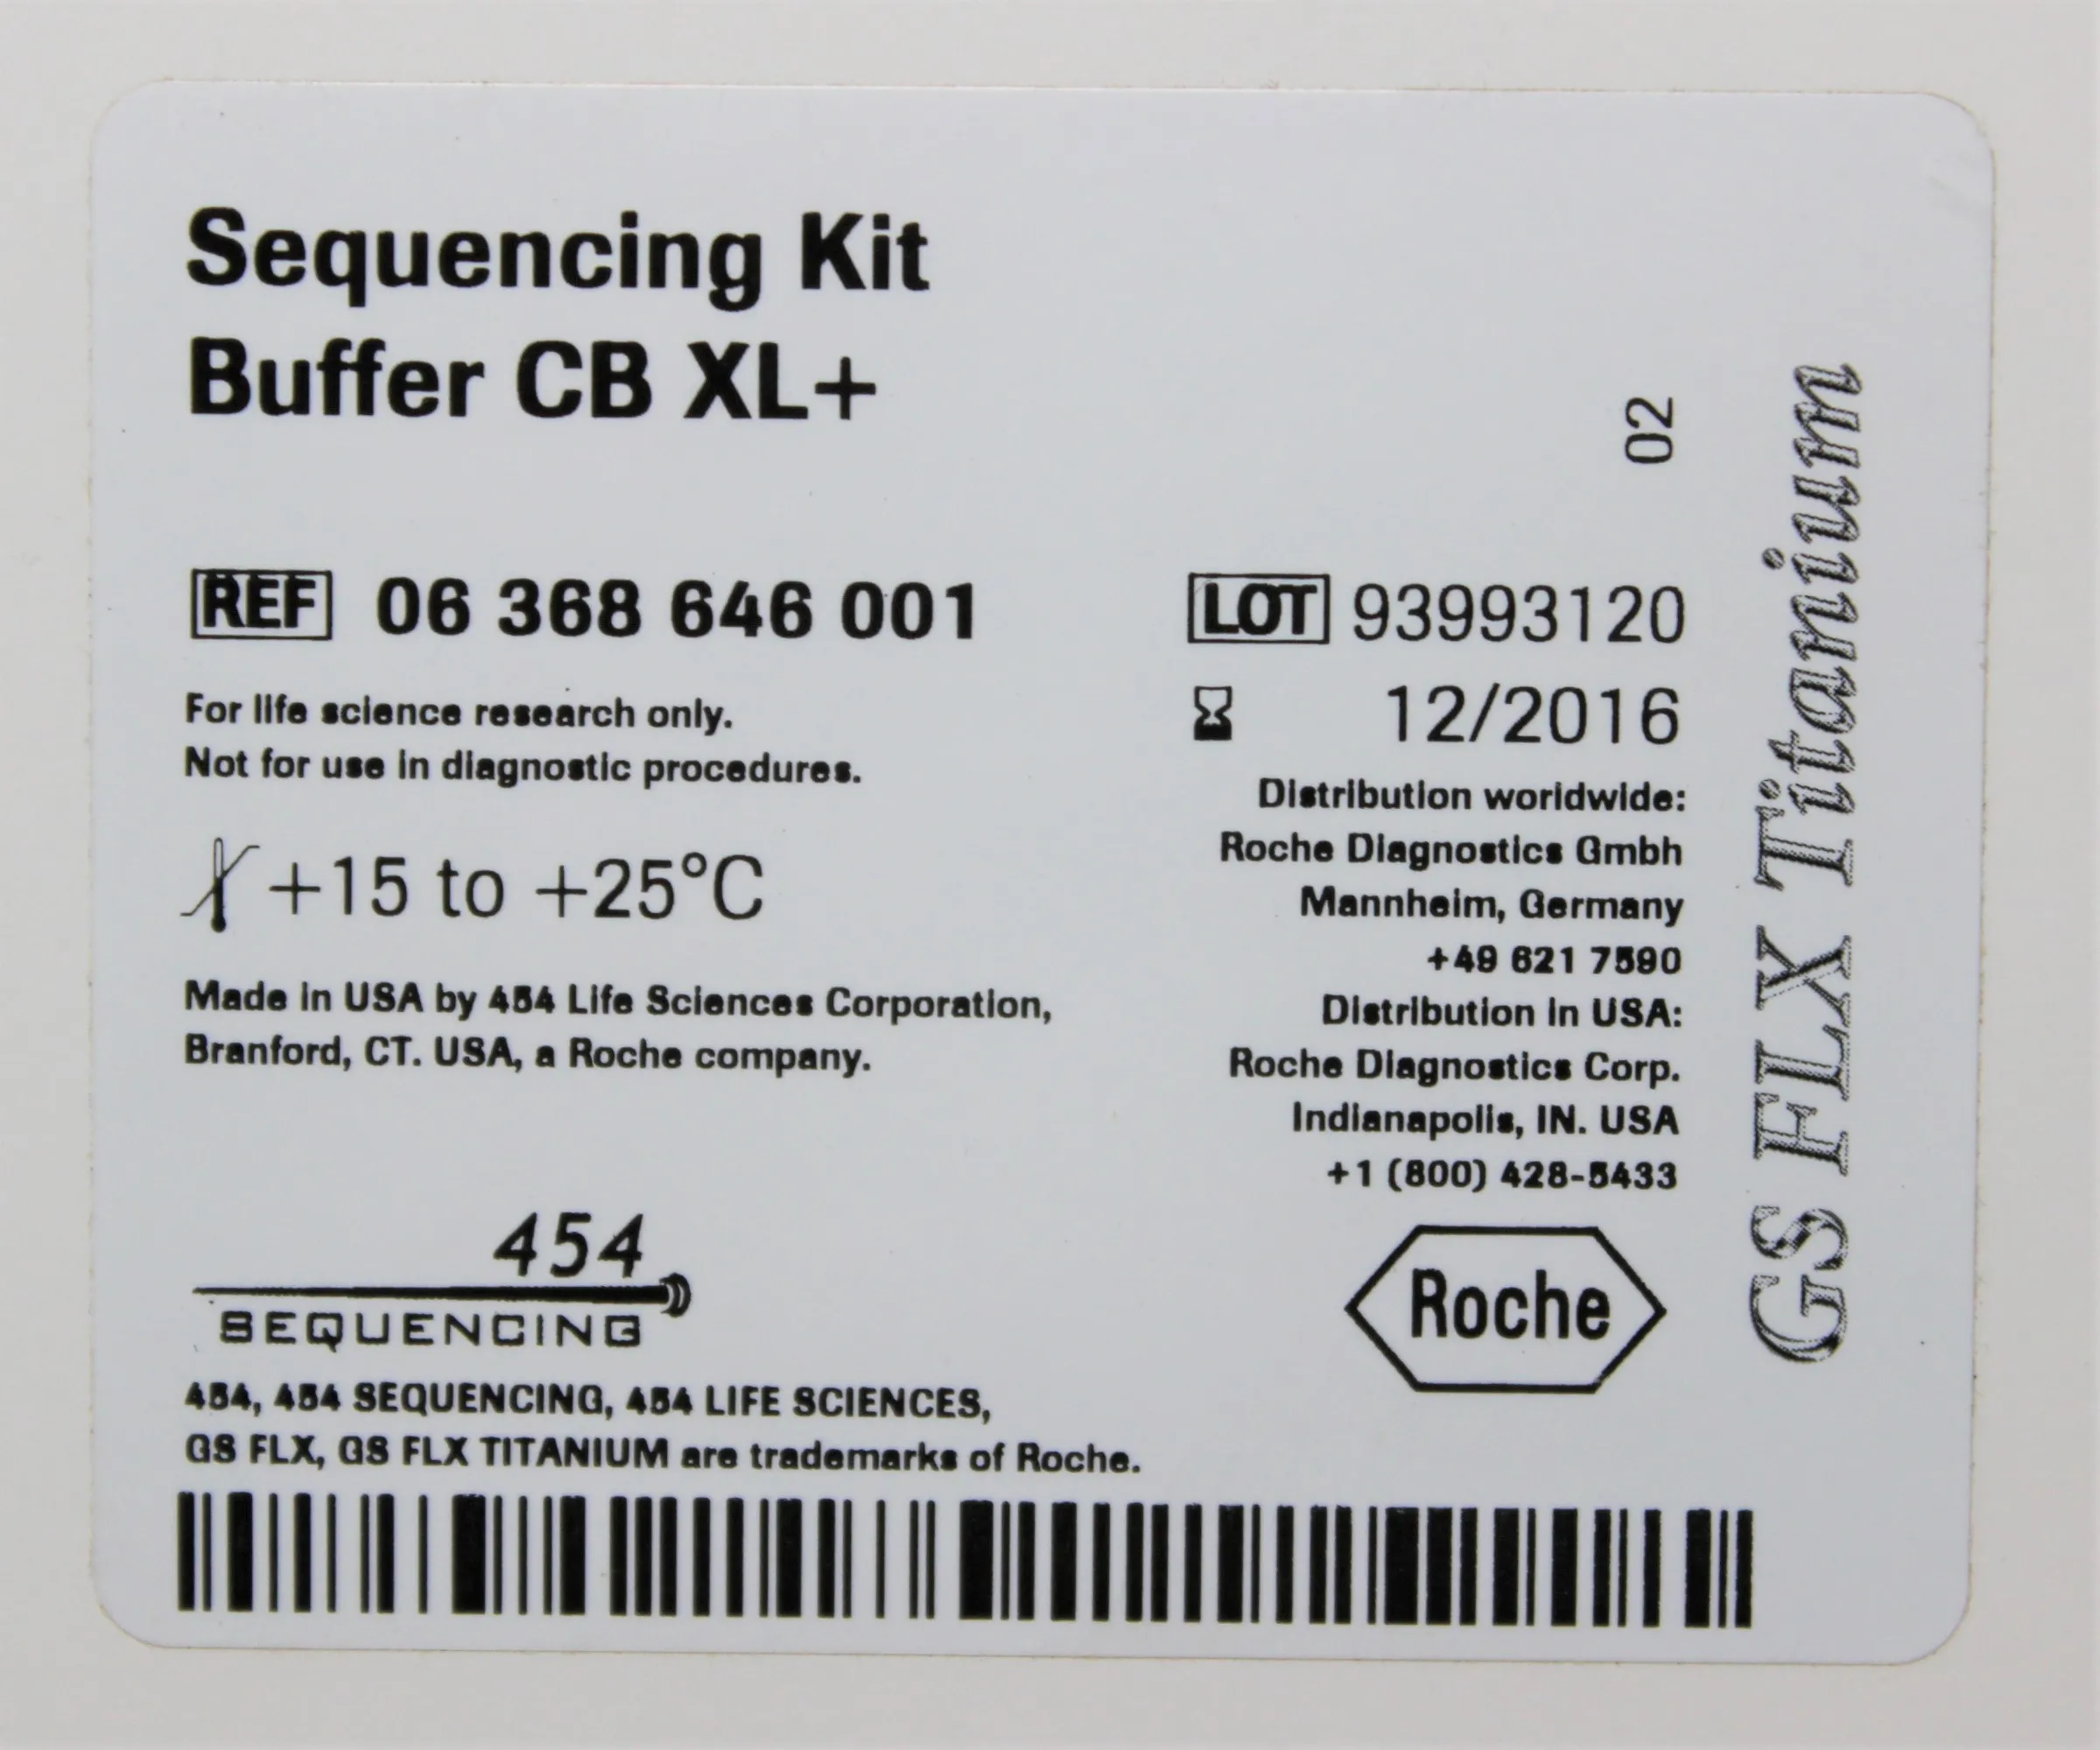 Sequencing Kit
Buffer CB XL+
02
REF 06 368 646 001
LOT 93993120
12/2016
For life science research only.
Not for use in diagnostic procedures.
+15 to +25°C
Made in USA by 454 Life Sciences Corporation,
Branford, CT. USA, a Roche company.
Distribution worldwide:
Roche Diagnostics Gmbh
Mannheim, Germany
+49 621 7590
Distribution in USA:
Roche Diagnostics Corp.
Indianapolis, IN. USA
+1 (800) 428-5433
GS FLX Titanium
454
SEQUENCING
Roche
454, 454 SEQUENCING, 454 LIFE SCIENCES,
GS FLX, GS FLX TITANIUM are trademarks of Roche.